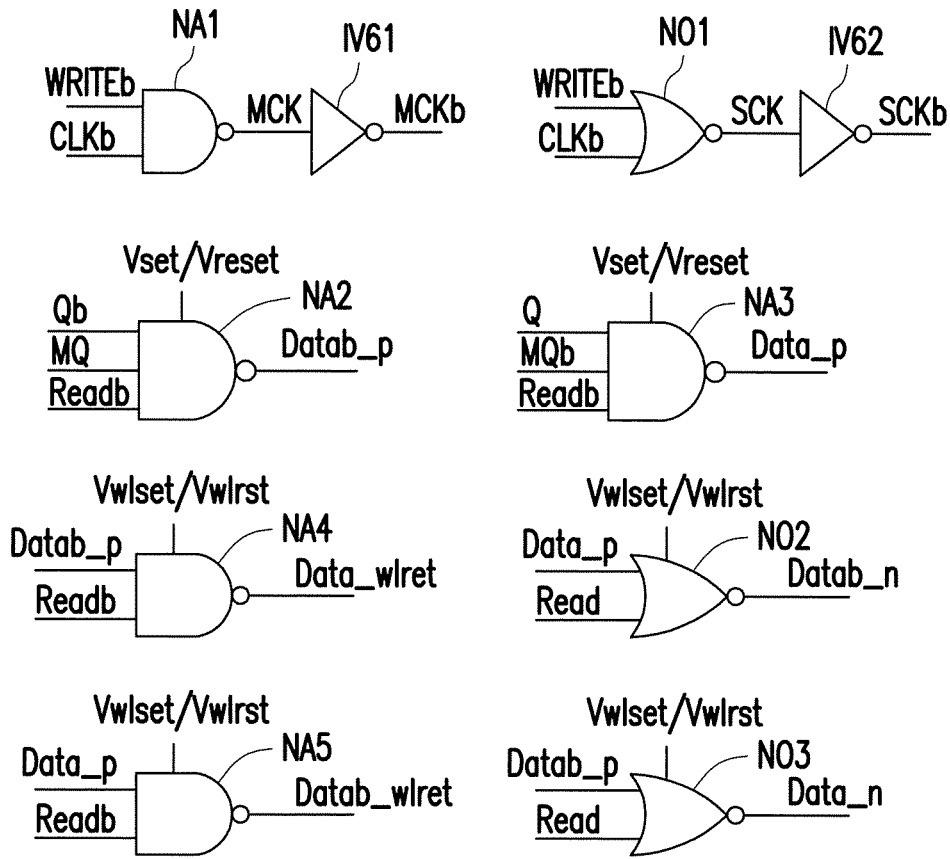 NA1 IV61
WRITEb MCK MCKb
CLKb
NO1 IV62
WRITEb SCK SCKb
CLKb
Vset/Vreset
NA2
Qb
MQ Datab_p
Readb
Vset/Vreset
NA3
Q
MQb Data_p
Readb
Vwlset/Vwlrst
NA4
Datab_p
Readb Data_wlret
Vwlset/Vwlrst
NO2
Data_p
Read Datab_n
Vwlset/Vwlrst
NA5
Data_p
Readb Datab_wlret
Vwlset/Vwlrst
NO3
Datab_p
Read Data_n